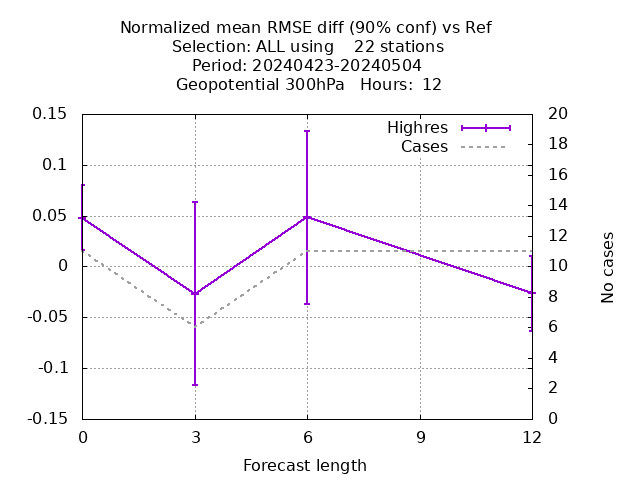 Normalized mean RMSE diff (90% conf) vs Ref
Selection: ALL using    22 stations
Period: 20240423-20240504
Geopotential 300hPa   Hours:  12
Highres
Cases
0.15
0.1
0.05
0
-0.05
-0.1
-0.15
20
18
16
14
12
10
8
6
4
2
0
No cases
0 3 6 9 12
Forecast length